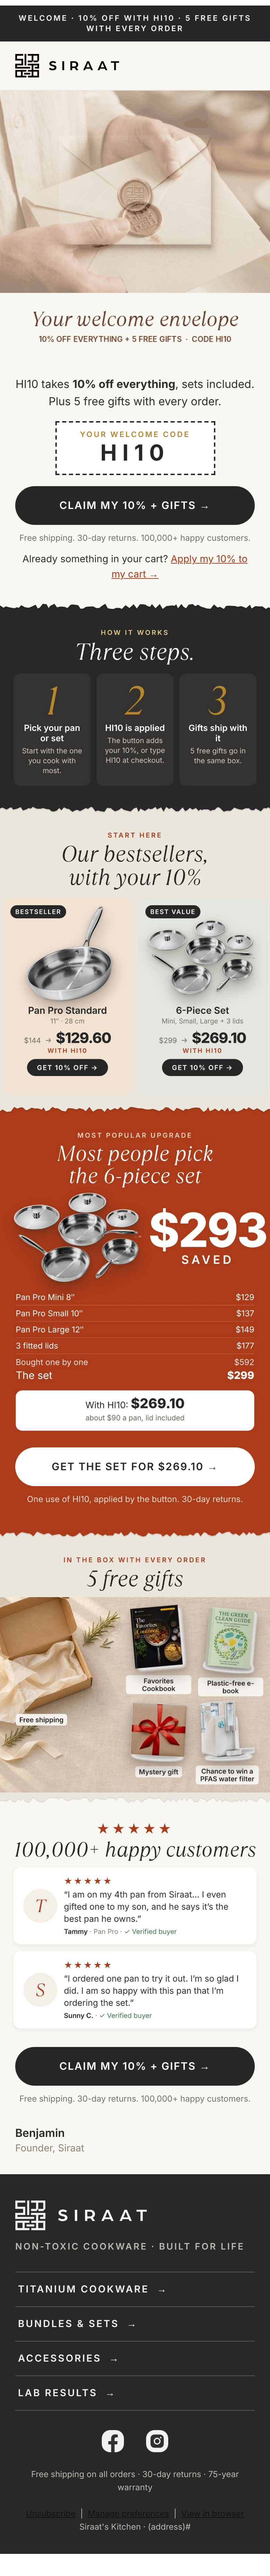 WELCOME · 10% OFF WITH HI10 · 5 FREE GIFTS
WITH EVERY ORDER
SIRAAT
Your welcome envelope
10% OFF EVERYTHING + 5 FREE GIFTS · CODE HI10
HI10 takes 10% off everything, sets included.
Plus 5 free gifts with every order.
YOUR WELCOME CODE
HI10
CLAIM MY 10% + GIFTS →
Free shipping. 30-day returns. 100,000+ happy customers.
Already something in your cart? Apply my 10% to
my cart →
HOW IT WORKS
Three steps.
1
Pick your pan
or set
Start with the one
you cook with
most.
2
HI10 is applied
The button adds
your 10%, or type
HI10 at checkout.
3
Gifts ship with
it
5 free gifts go in
the same box.
START HERE
Our bestsellers,
with your 10%
BESTSELLER
Pan Pro Standard
11" · 28 cm
$144 → $129.60
WITH HI10
GET 10% OFF →
BEST VALUE
6-Piece Set
Mini, Small, Large + 3 lids
$299 → $269.10
WITH HI10
GET 10% OFF →
MOST POPULAR UPGRADE
Most people pick
the 6-piece set
$293
SAVED
Pan Pro Mini 8" $129
Pan Pro Small 10" $137
Pan Pro Large 12" $149
3 fitted lids $177
Bought one by one $592
The set $299
With HI10: $269.10
about $90 a pan, lid included
GET THE SET FOR $269.10 →
One use of HI10, applied by the button. 30-day returns.
IN THE BOX WITH EVERY ORDER
5 free gifts
The
Favorites
Cookbook
THE GREEN
CLEAN GUIDE
Favorites
Cookbook
Plastic-free e-
book
Free shipping
Mystery gift
Chance to win a
PFAS water filter
★★★★★
100,000+ happy customers
★★★★★
T
“I am on my 4th pan from Siraat... I even
gifted one to my son, and he says it’s the
best pan he owns.”
Tammy · Pan Pro · ✓ Verified buyer
★★★★★
S
“I ordered one pan to try it out. I’m so glad I
did. I am so happy with this pan that I’m
ordering the set.”
Sunny C. · ✓ Verified buyer
CLAIM MY 10% + GIFTS →
Free shipping. 30-day returns. 100,000+ happy customers.
Benjamin
Founder, Siraat
SIRAAT
NON-TOXIC COOKWARE · BUILT FOR LIFE
TITANIUM COOKWARE →
BUNDLES & SETS →
ACCESSORIES →
LAB RESULTS →
Free shipping on all orders · 30-day returns · 75-year
warranty
Unsubscribe | Manage preferences | View in browser
Siraat's Kitchen · (address)#